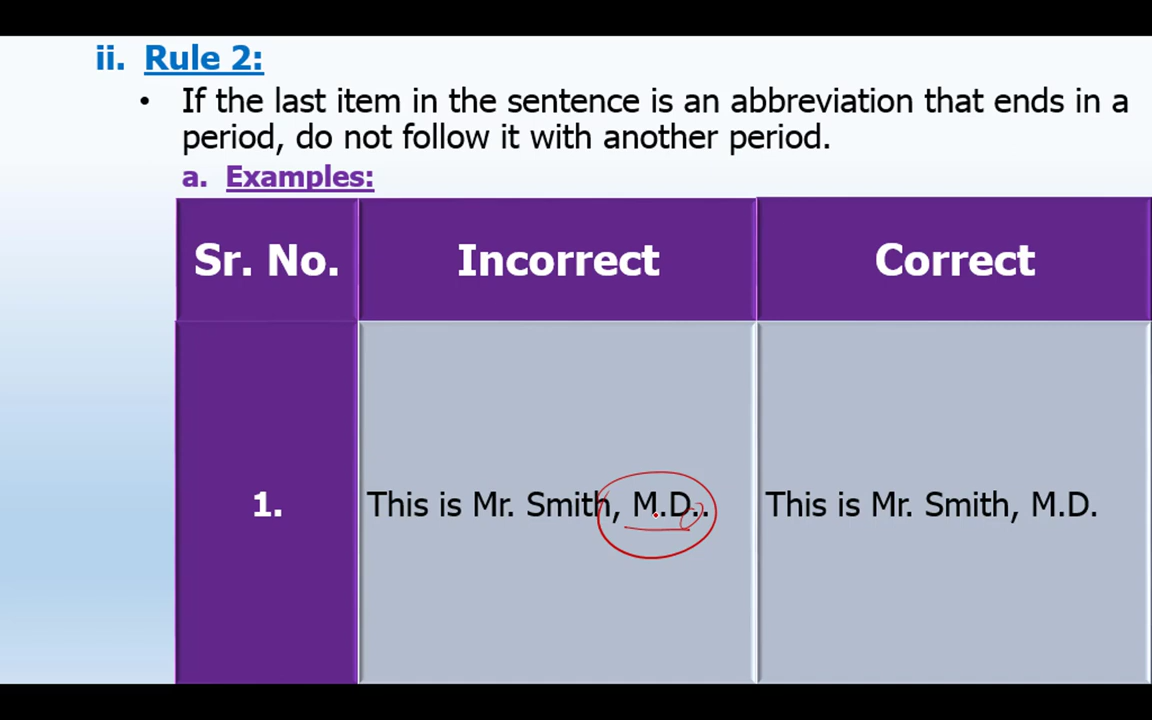 ii. Rule 2:
• If the last item in the sentence is an abbreviation that ends in a
period, do not follow it with another period.
a. Examples:
Sr. No. Incorrect Correct
1. This is Mr. Smith, M.D.. This is Mr. Smith, M.D.